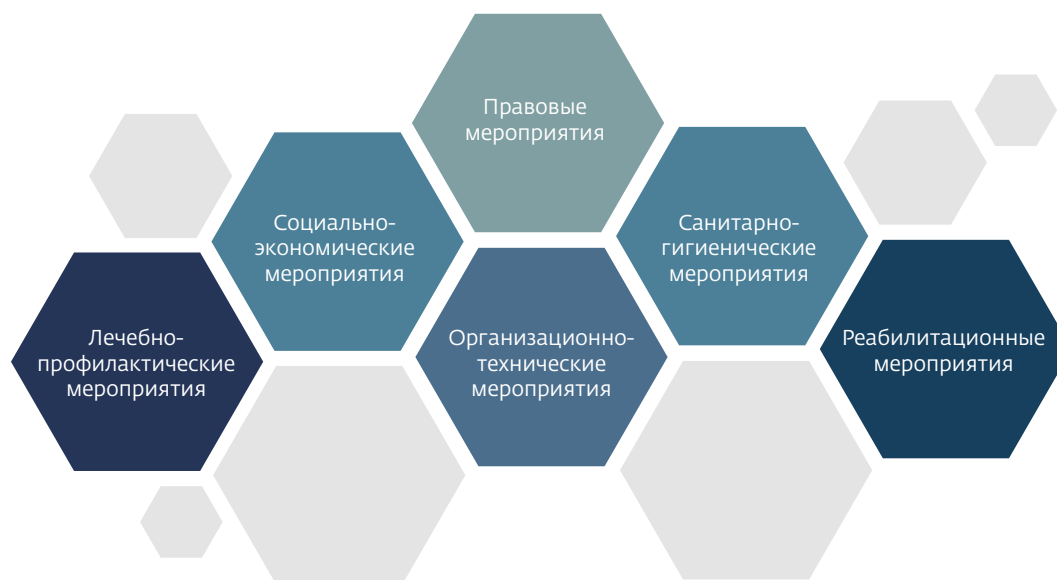 Правовые
мероприятия
Социально-
экономические
мероприятия
Санитарно-
гигиенические
мероприятия
Лечебно-
профилактические
мероприятия
Организационно-
технические
мероприятия
Реабилитационные
мероприятия